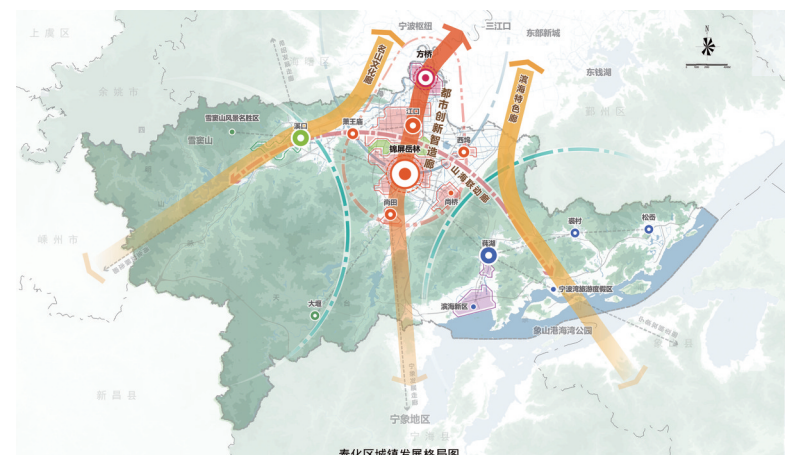 上虞区
宁波枢纽
三江口
东部新城
N
方桥
名山文化廊
东钱湖
滨海特色廊
余姚市
鄞州区
都市创新智造廊
雪窦山风景名胜区
溪口
萧王庙
江口
雪窦山
西坞
锦屏岳林
山海联动廊
尚田
尚桥
嵊州市
裘村
松岙
莼湖
宁波湾旅游度假区
大堰
滨海新区
象山港海湾公园
新昌县
宁象地区
宁海县
奉化区城镇发展格局图